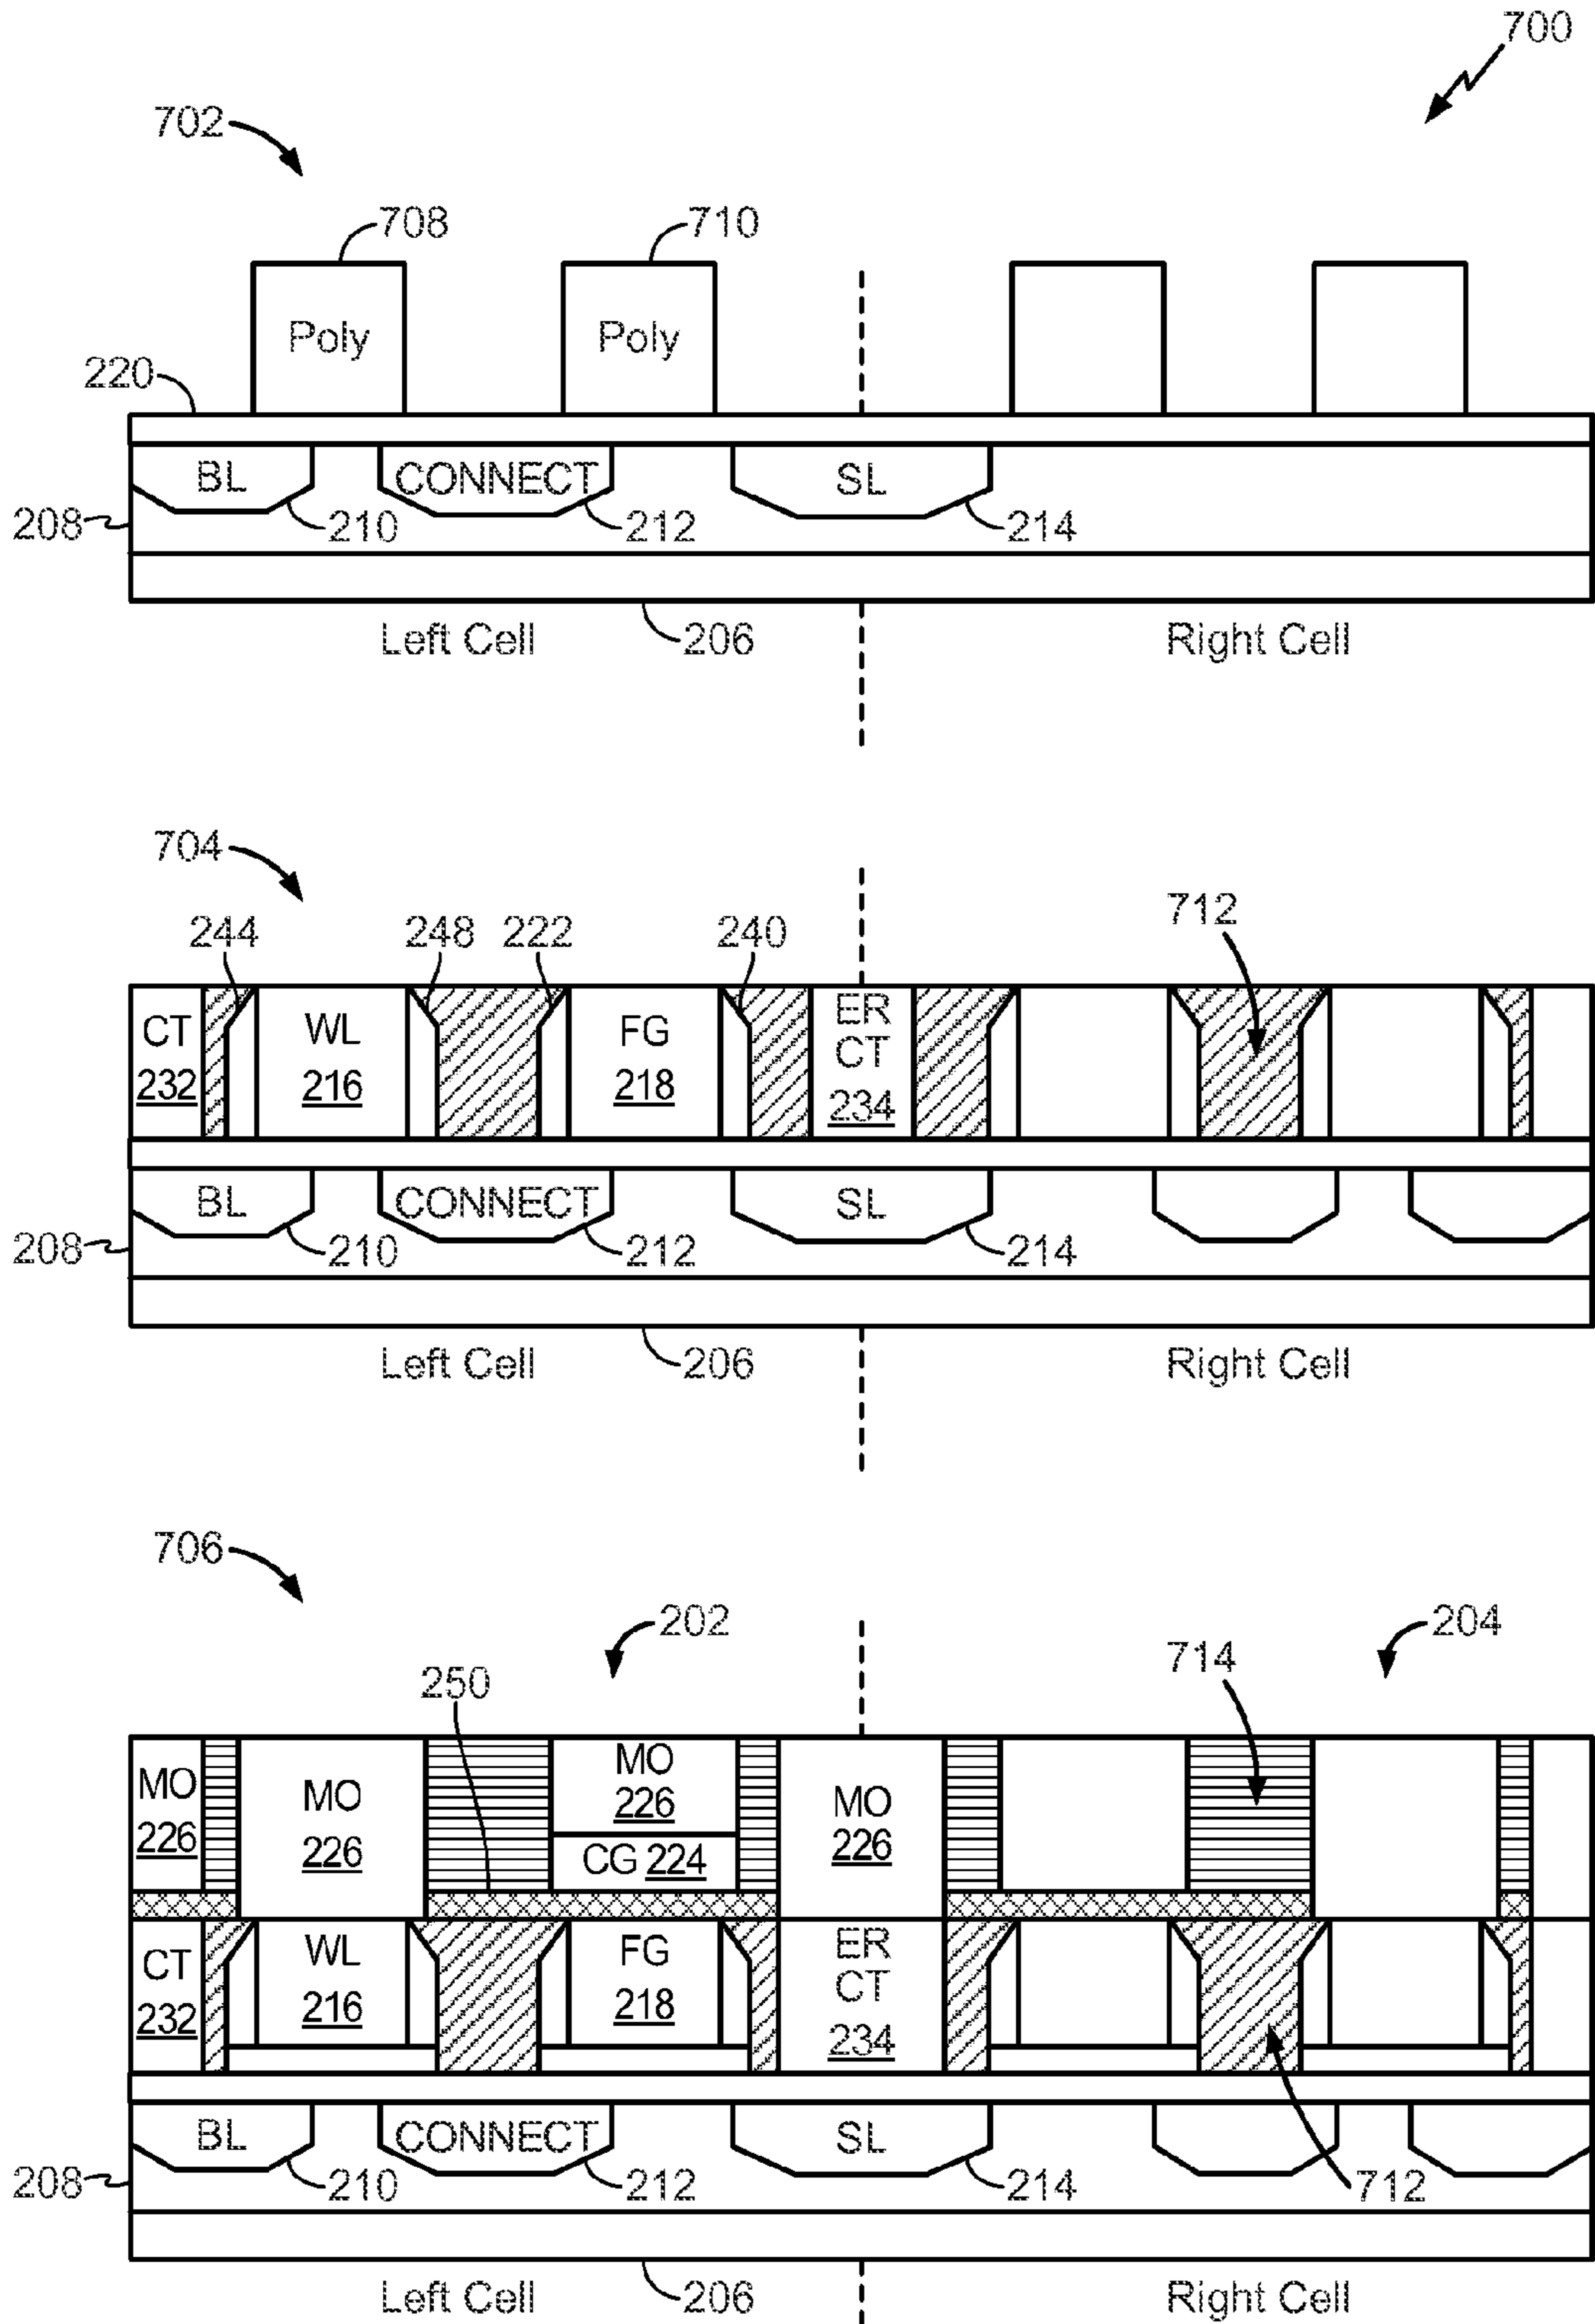 700
702
708
710
Poly
Poly
220
BL
CONNECT
SL
208
210
212
214
Left Cell
206
Right Cell
704
244
248
222
240
712
CT
232
WL
216
FG
218
ER
CT
234
BL
CONNECT
SL
208
210
212
214
Left Cell
206
Right Cell
706
202
204
250
714
MO
226
MO
226
MO
226
CG 224
MO
226
CT
232
WL
216
FG
218
ER
CT
234
BL
CONNECT
SL
208
210
212
214
712
Left Cell
206
Right Cell